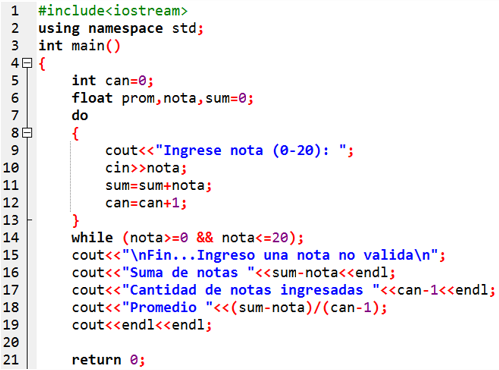 1 #include<iostream>
2 using namespace std;
3 int main()
4 {
5     int can=0;
6     float prom,nota,sum=0;
7     do
8     {
9         cout<<"Ingrese nota (0-20): ";
10         cin>>nota;
11         sum=sum+nota;
12         can=can+1;
13     }
14     while (nota>=0 && nota<=20);
15     cout<<"\nFin...Ingreso una nota no valida\n";
16     cout<<"Suma de notas "<<sum-nota<<endl;
17     cout<<"Cantidad de notas ingresadas "<<can-1<<endl;
18     cout<<"Promedio "<<(sum-nota)/(can-1);
19     cout<<endl<<endl;
20
21     return 0;